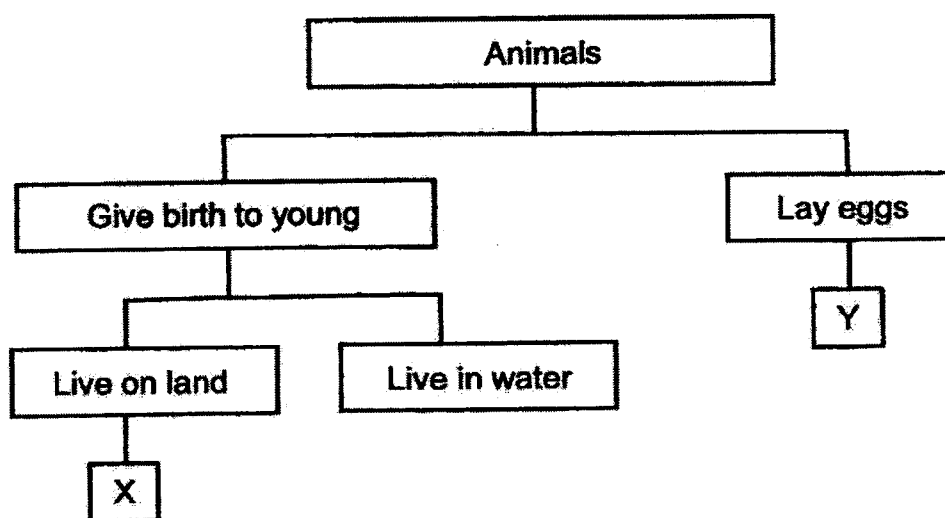 Animals
Give birth to young
Lay eggs
Y
Live on land
Live in water
X